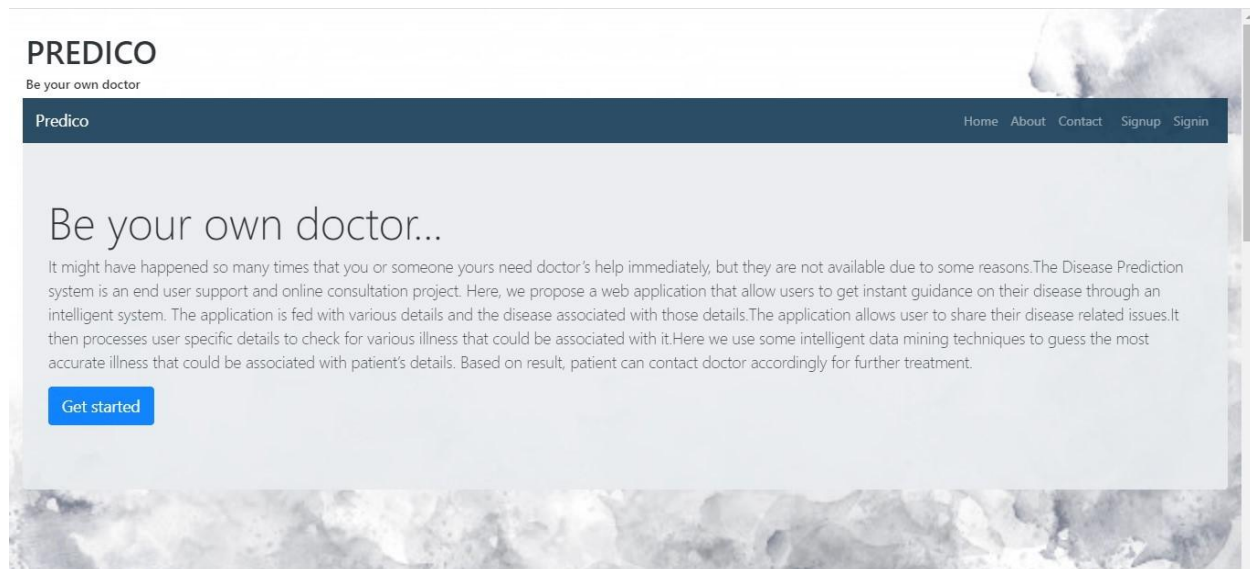 PREDICO
Be your own doctor
Predico
Home About Contact Signup Signin
Be your own doctor...
It might have happened so many times that you or someone yours need doctor's help immediately, but they are not available due to some reasons.The Disease Prediction
system is an end user support and online consultation project. Here, we propose a web application that allow users to get instant guidance on their disease through an
intelligent system. The application is fed with various details and the disease associated with those details.The application allows user to share their disease related issues.It
then processes user specific details to check for various illness that could be associated with it.Here we use some intelligent data mining techniques to guess the most
accurate illness that could be associated with patient's details. Based on result, patient can contact doctor accordingly for further treatment.
Get started